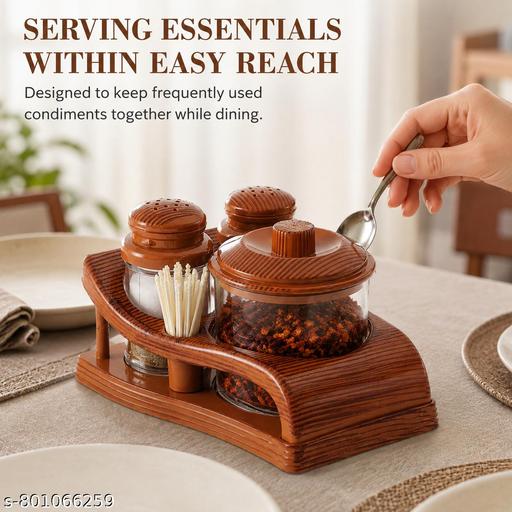 SERVING ESSENTIALS
WITHIN EASY REACH
Designed to keep frequently used
condiments together while dining.
s-801066259